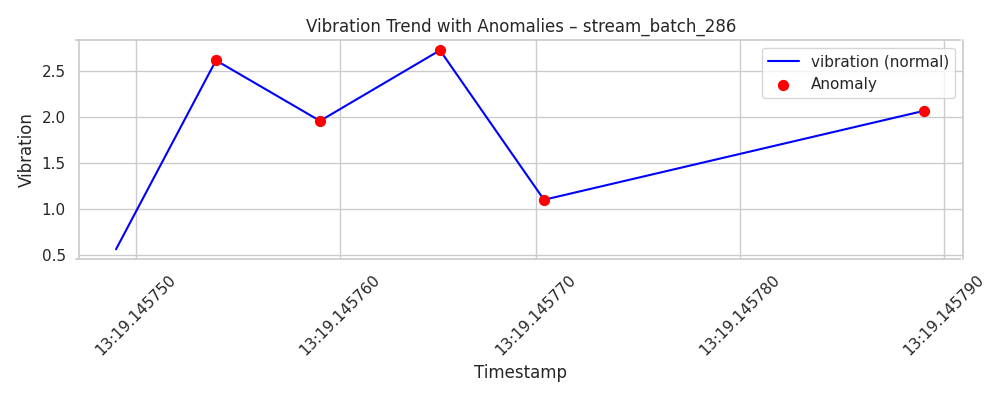 Vibration Trend with Anomalies – stream_batch_286
vibration (normal)
Anomaly
Vibration
2.5
2.0
1.5
1.0
0.5
13:19.145750
13:19.145760
13:19.145770
13:19.145780
13:19.145790
Timestamp